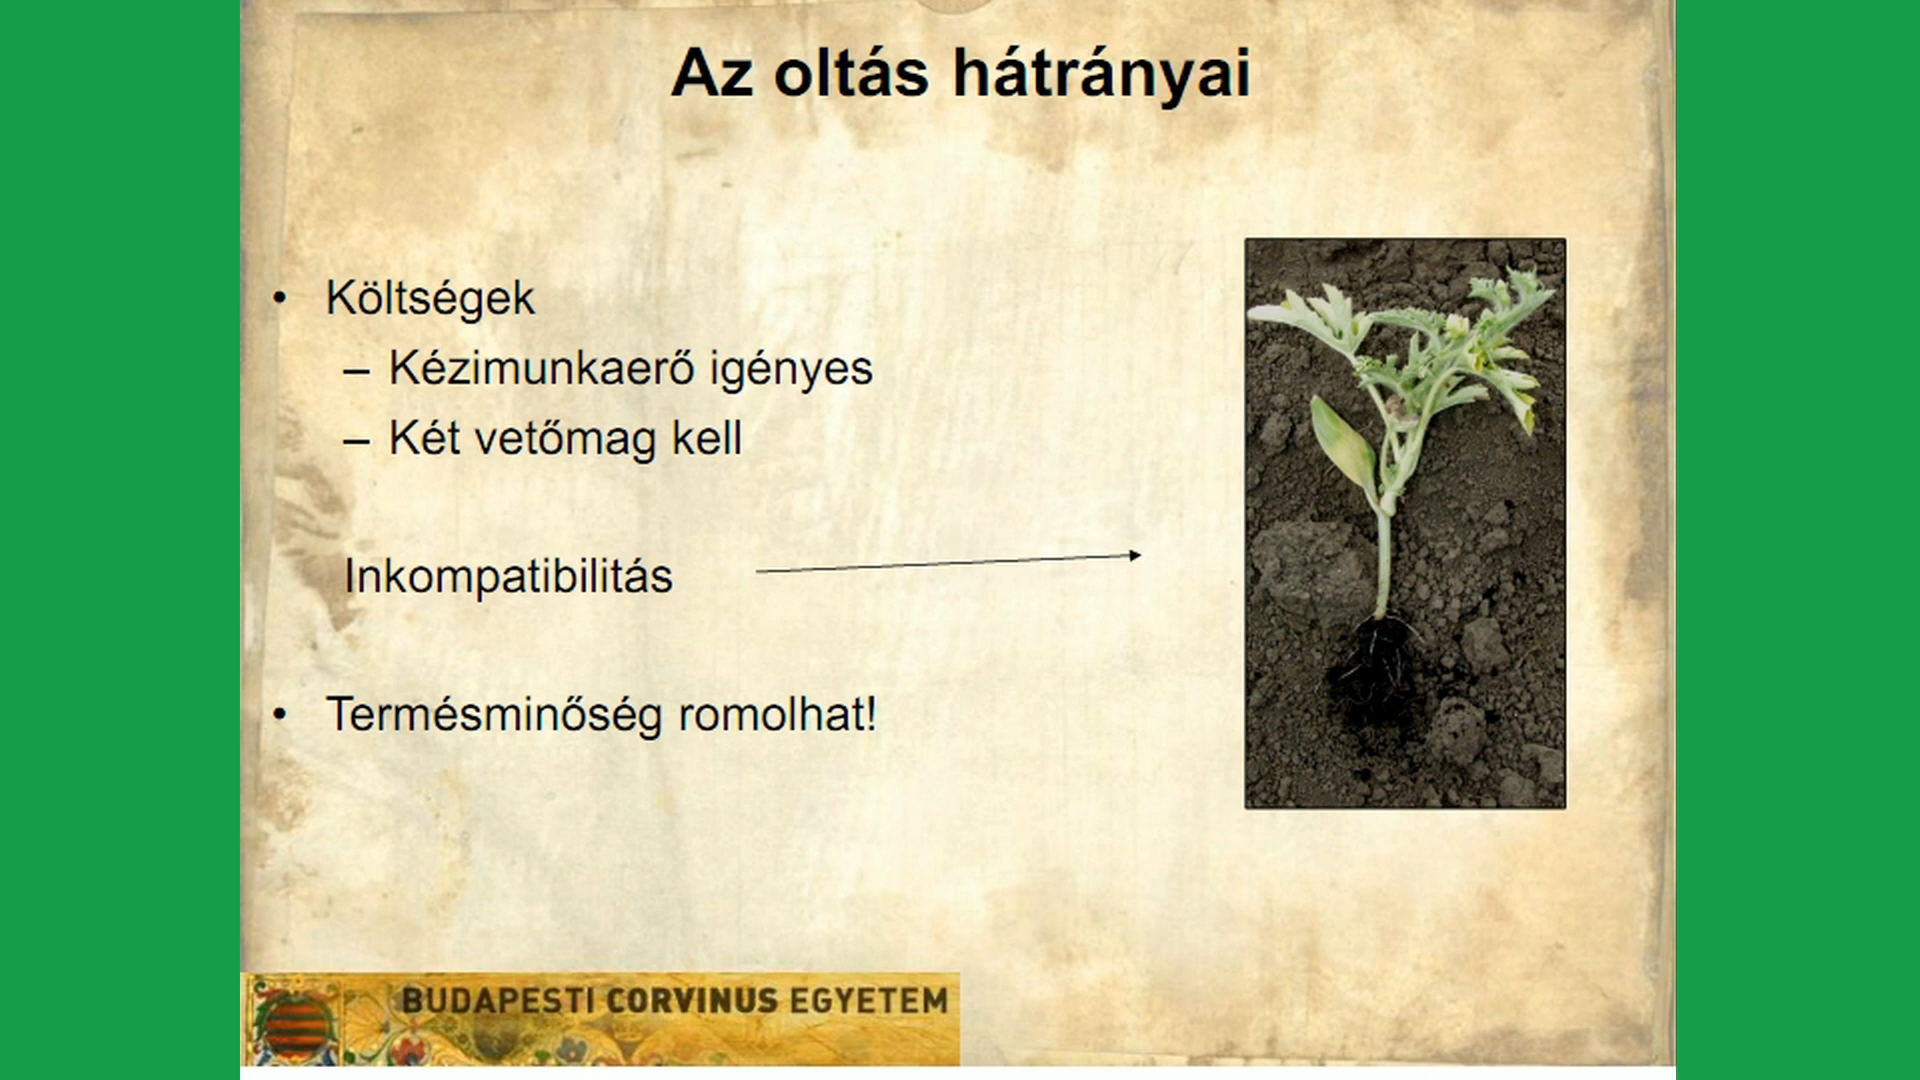 Az oltás hátrányai
• Költségek
– Kézimunkaerő igényes
– Két vetőmag kell
Inkompatibilitás
• Termésminőség romolhat!
BUDAPESTI CORVINUS EGYETEM